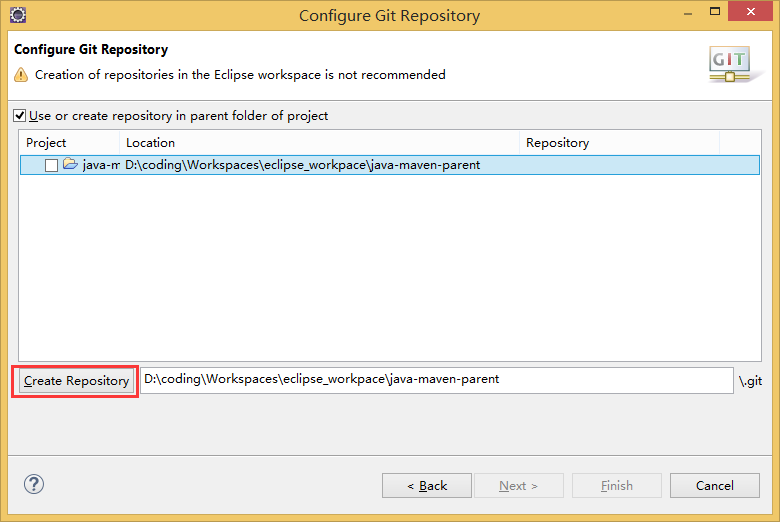 Configure Git Repository
Configure Git Repository
Creation of repositories in the Eclipse workspace is not recommended
GIT
Use or create repository in parent folder of project
Project Location Repository
java-m D:\coding\Workspaces\eclipse_workpace\java-maven-parent
Create Repository D:\coding\Workspaces\eclipse_workpace\java-maven-parent \.git
? < Back Next > Finish Cancel